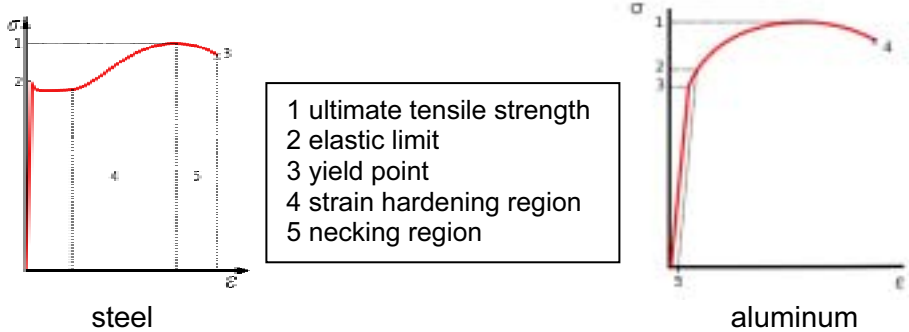 σ
1
3
2
4
5
ε
steel
1 ultimate tensile strength
2 elastic limit
3 yield point
4 strain hardening region
5 necking region
σ
1
4
2
3
ε
aluminum